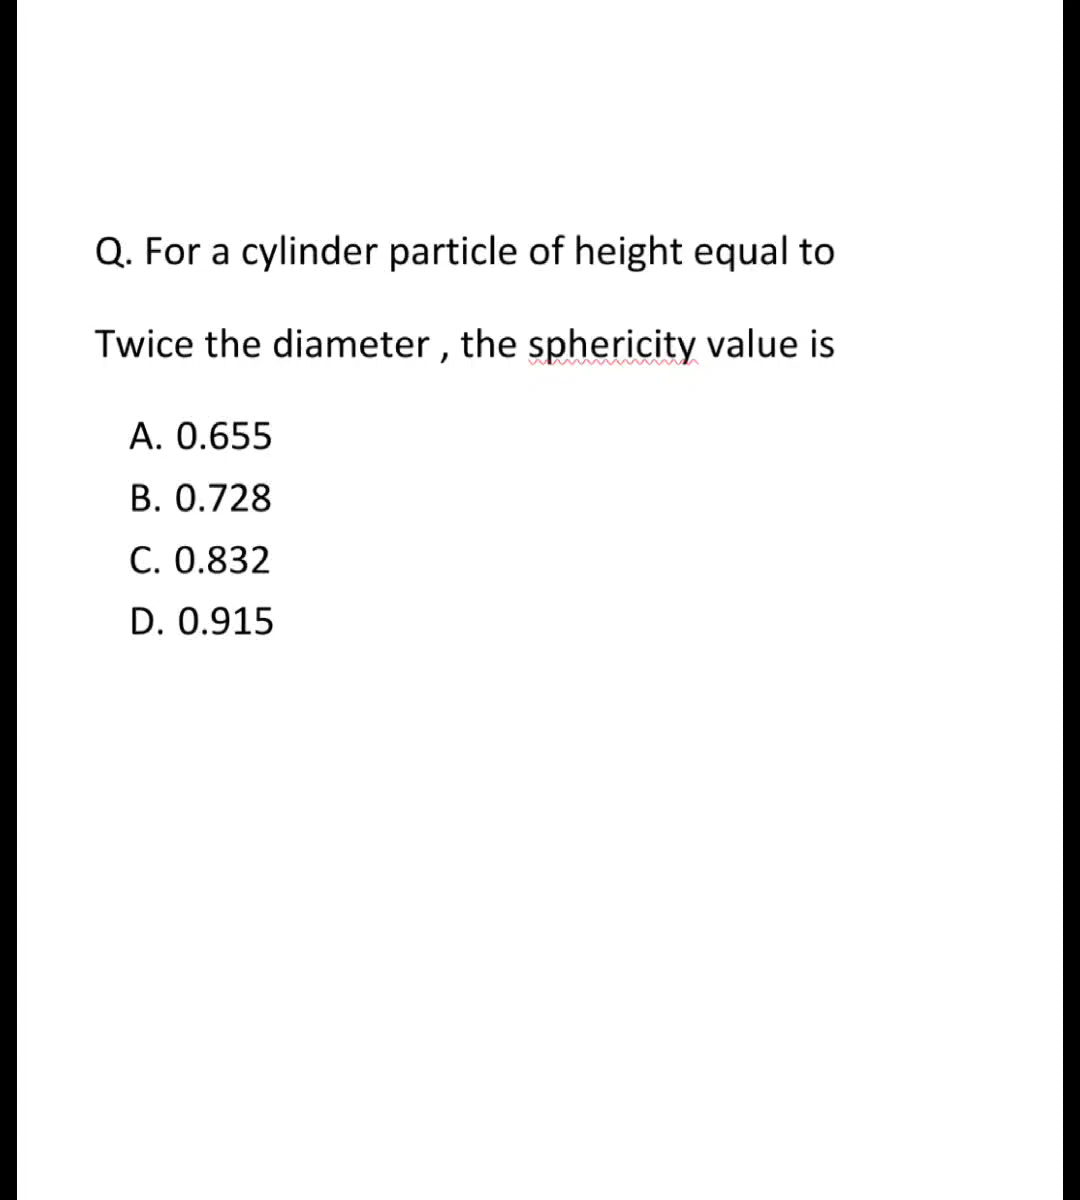 Q. For a cylinder particle of height equal to
Twice the diameter , the sphericity value is
A. 0.655
B. 0.728
C. 0.832
D. 0.915